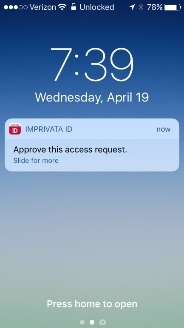 Verizon Unlocked 78%
7:39
Wednesday, April 19
ID IMPRIVATA ID now
Approve this access request.
Slide for more
Press home to open